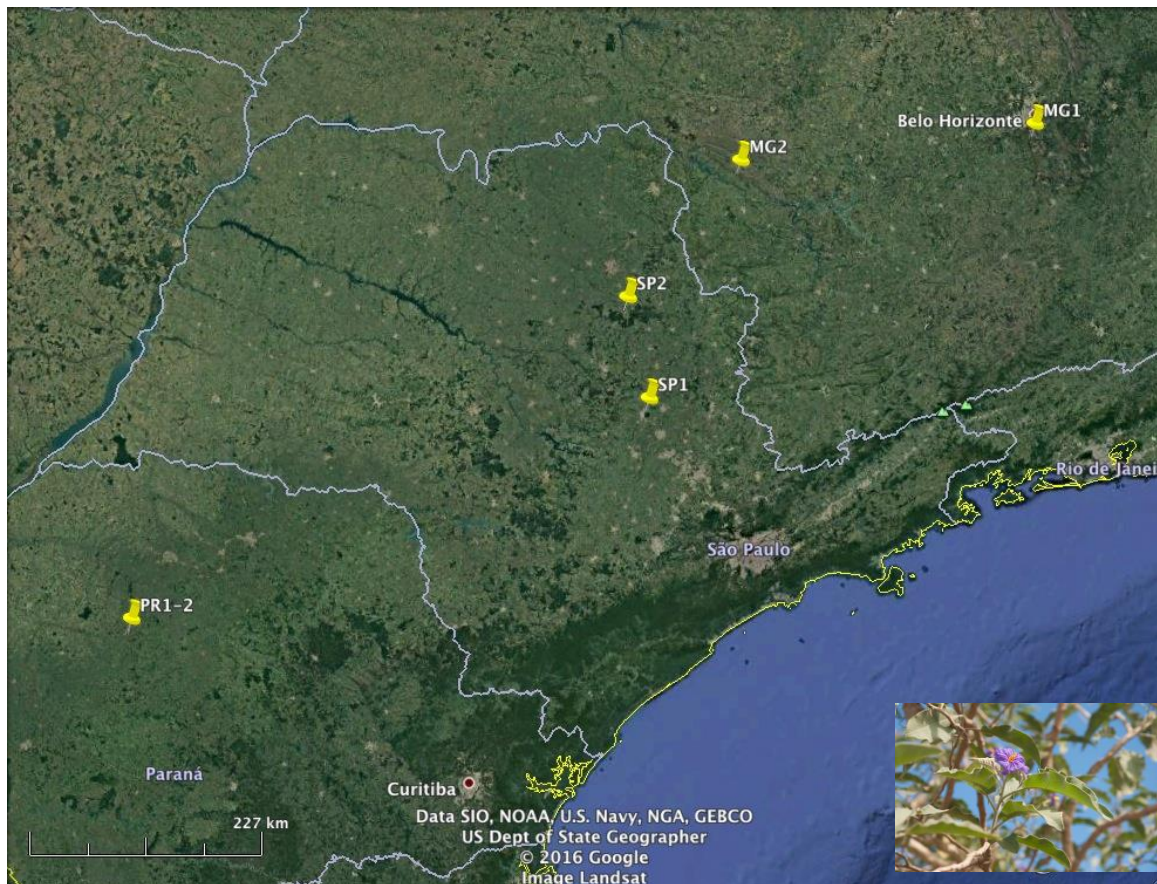 MG1
Belo Horizonte
MG2
SP2
SP1
Rio de Janei
São Paulo
PR1-2
Paraná
Curitiba
227 km
Data SIO, NOAA, U.S. Navy, NGA, GEBCO
US Dept of State Geographer
© 2016 Google
Image Landsat